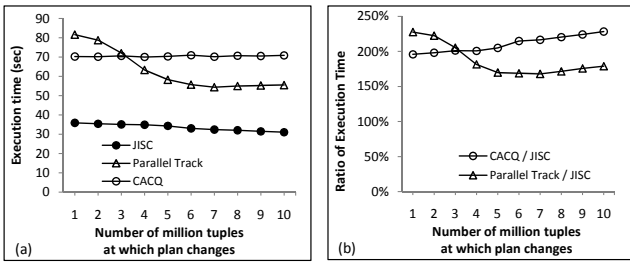 Execution time (sec)
90
80
70
60
50
40
30
20
10
0
JISC
Parallel Track
CACQ
1 2 3 4 5 6 7 8 9 10
Number of million tuples
at which plan changes
(a)
Ratio of Execution Time
250%
200%
150%
100%
50%
0%
CACQ / JISC
Parallel Track / JISC
1 2 3 4 5 6 7 8 9 10
Number of million tuples
at which plan changes
(b)